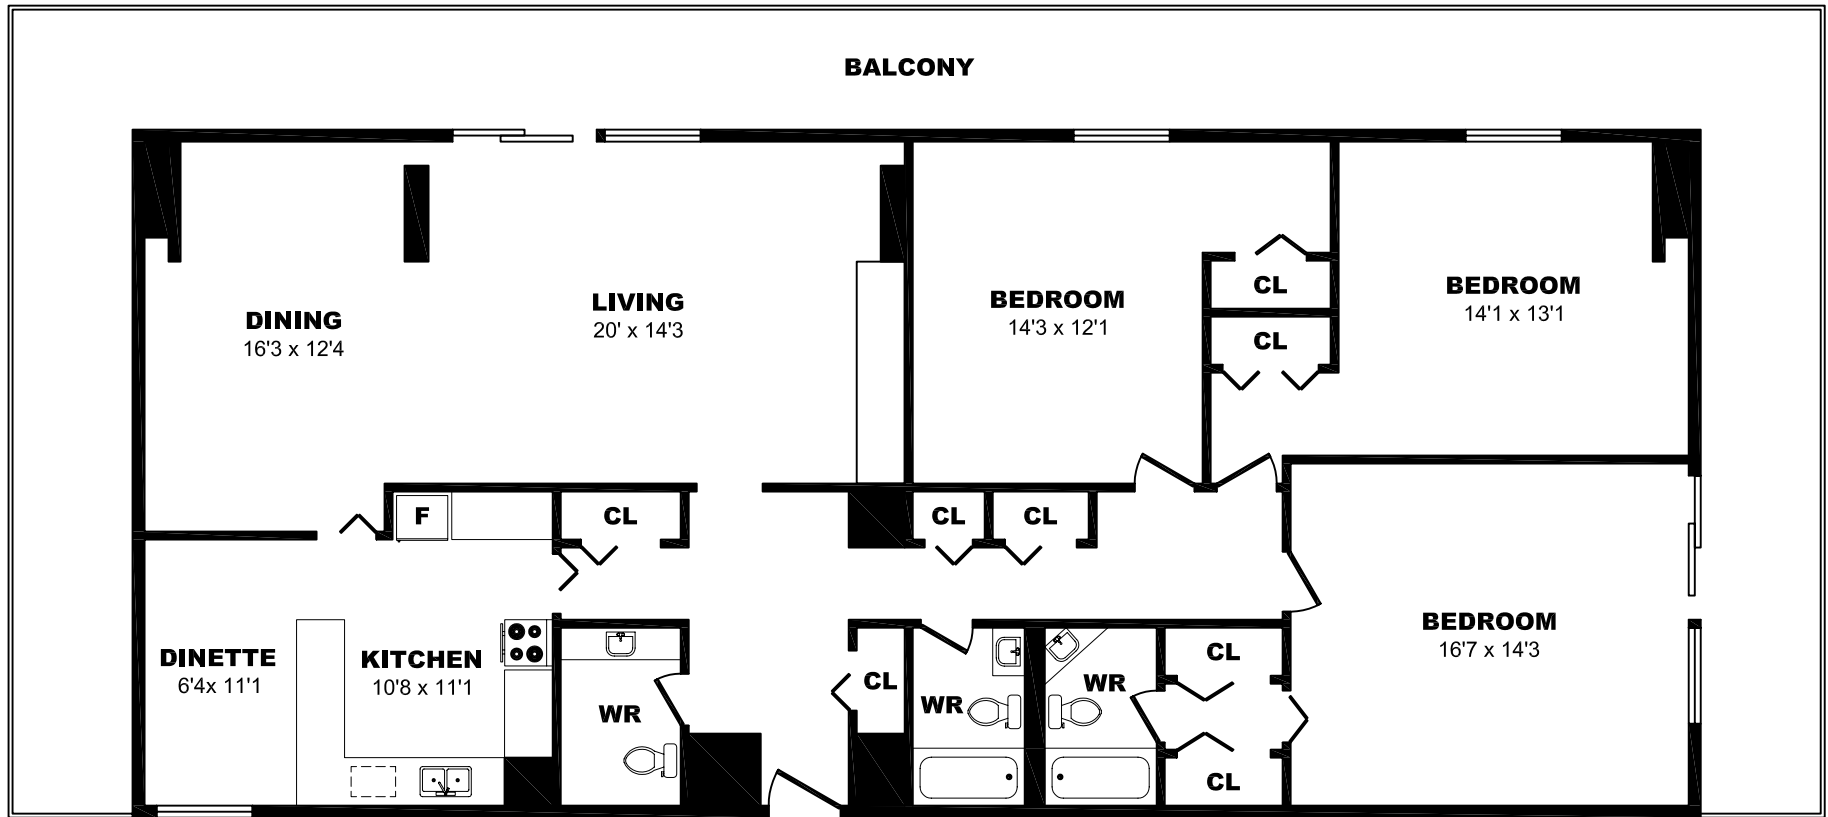 BALCONY
DINING
16'3 x 12'4
LIVING
20' x 14'3
BEDROOM
14'3 x 12'1
CL
CL
BEDROOM
14'1 x 13'1
F
CL
CL
CL
DINETTE
6'4x 11'1
KITCHEN
10'8 x 11'1
WR
CL
WR
WR
CL
CL
BEDROOM
16'7 x 14'3